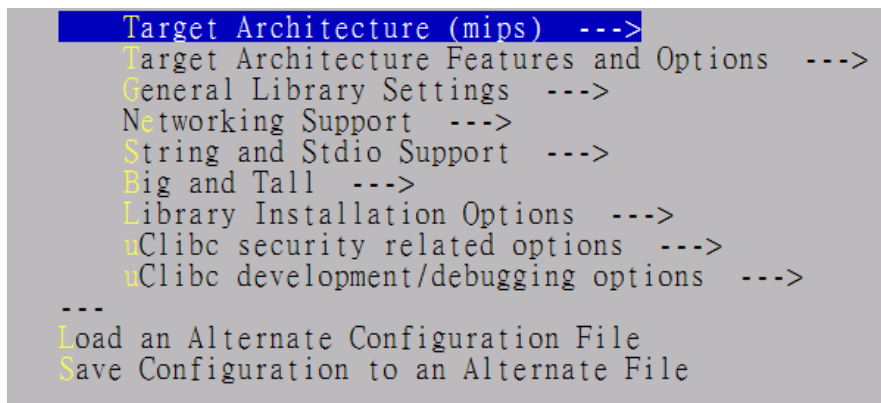 Target Architecture (mips) --->
Target Architecture Features and Options --->
General Library Settings --->
Networking Support --->
String and Stdio Support --->
Big and Tall --->
Library Installation Options --->
uClibc security related options --->
uClibc development/debugging options --->
---
Load an Alternate Configuration File
Save Configuration to an Alternate File